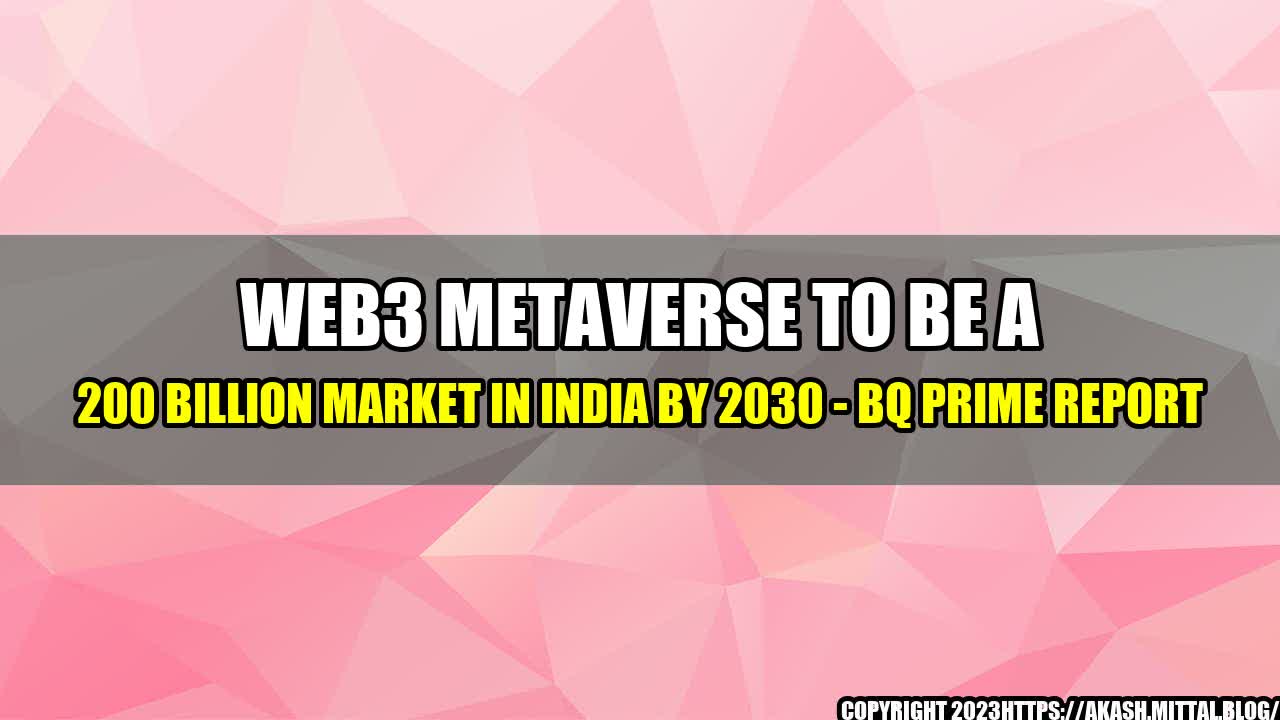 WEB3 METAVERSE TO BE A
200 BILLION MARKET IN INDIA BY 2030 - BQ PRIME REPORT
COPYRIGHT 2023HTTPS://AKASH.MITTAL.BLOG/